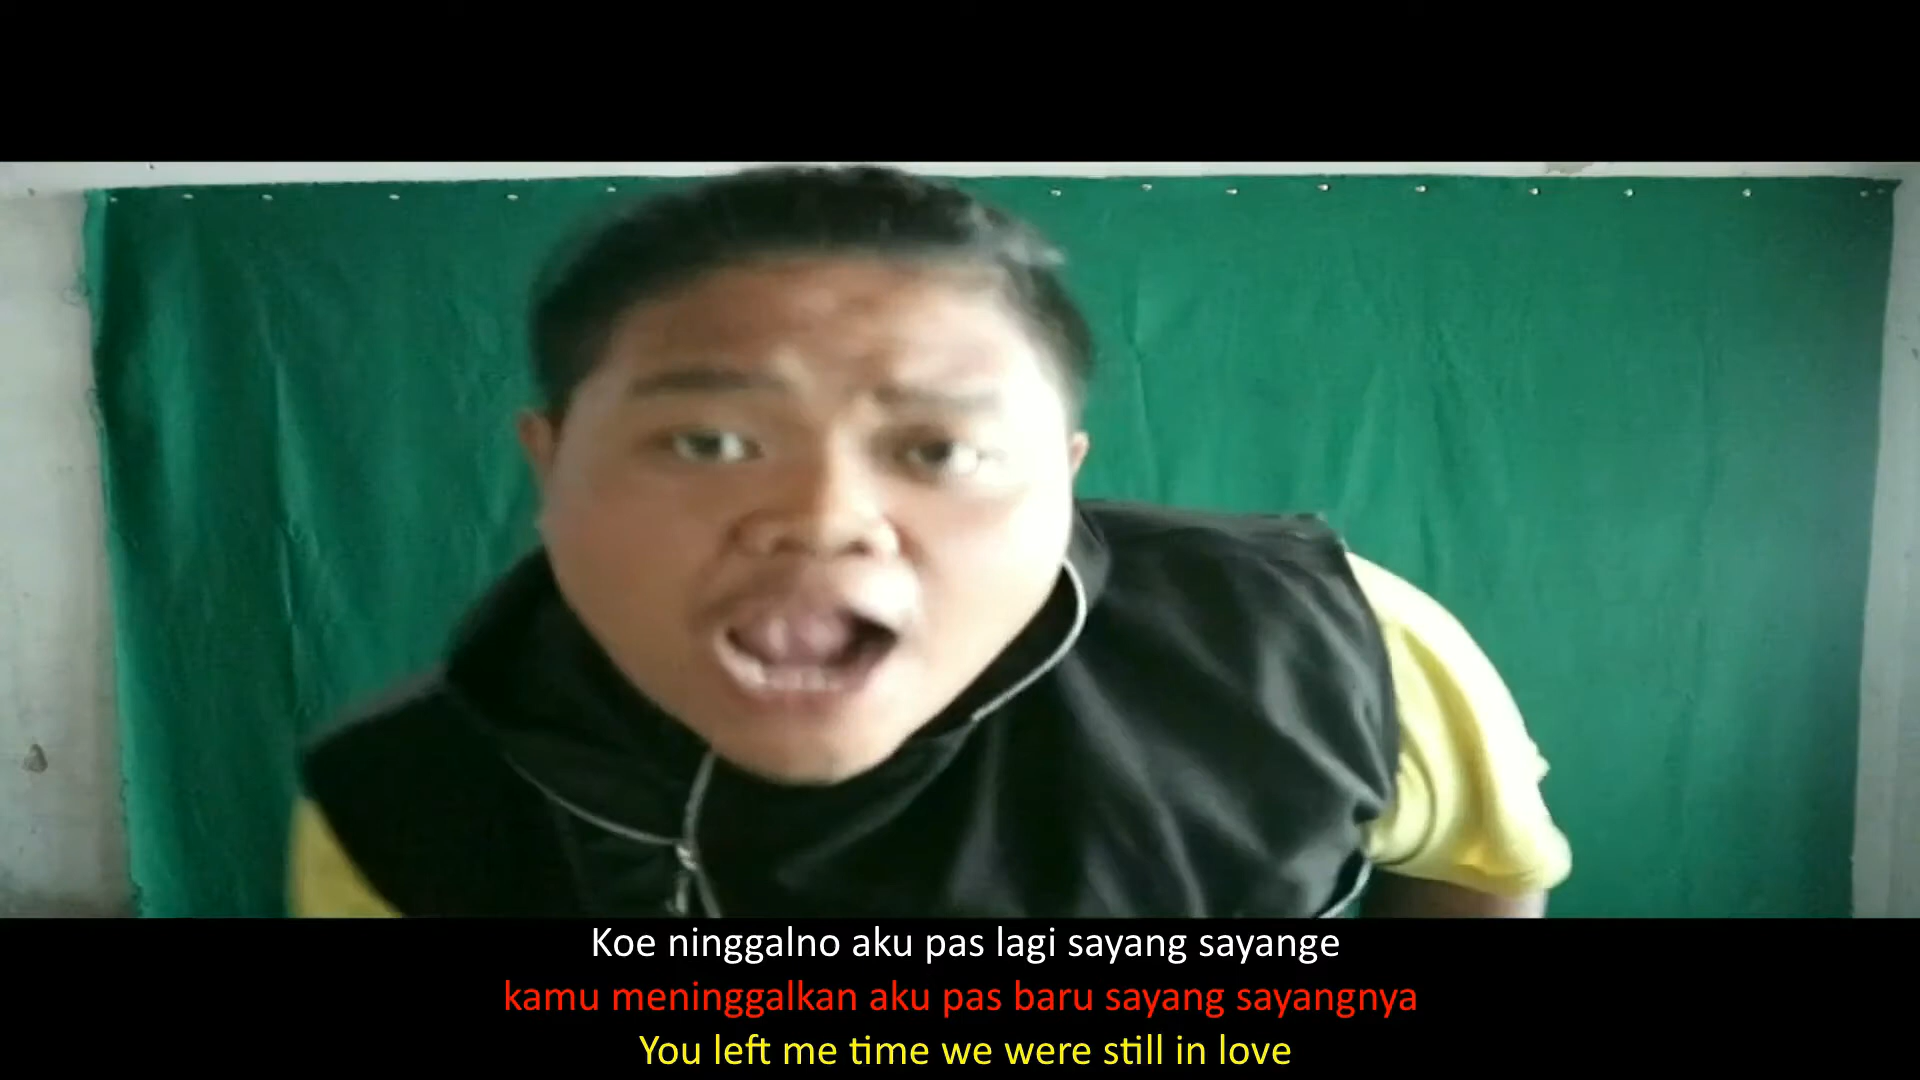 Koe ninggalno aku pas lagi sayang sayange
kamu meninggalkan aku pas baru sayang sayangnya
You left me time we were still in love